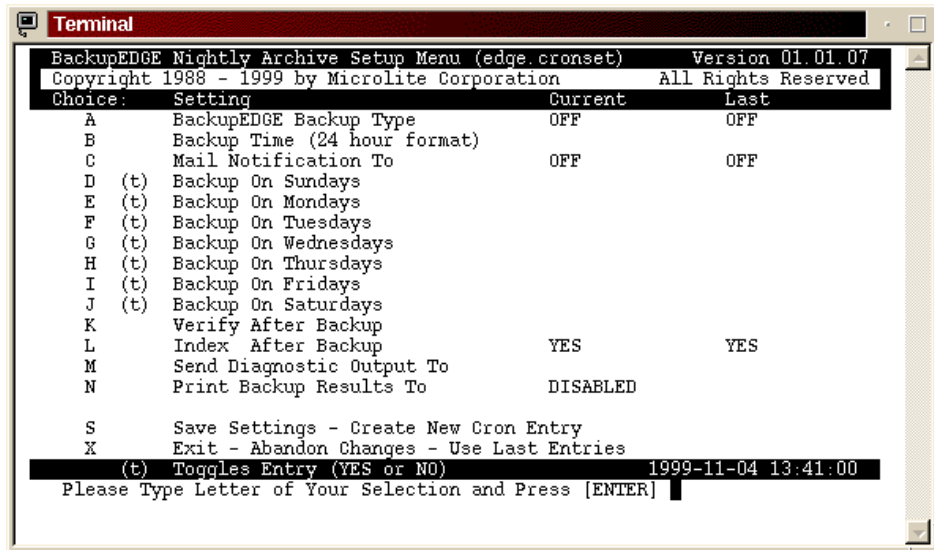 Terminal
BackupEDGE Nightly Archive Setup Menu (edge.cronset) Version 01.01.07
Copyright 1988 - 1999 by Microlite Corporation All Rights Reserved
Choice: Setting Current Last
A BackupEDGE Backup Type OFF OFF
B Backup Time (24 hour format)
C Mail Notification To OFF OFF
D (t) Backup On Sundays
E (t) Backup On Mondays
F (t) Backup On Tuesdays
G (t) Backup On Wednesdays
H (t) Backup On Thursdays
I (t) Backup On Fridays
J (t) Backup On Saturdays
K Verify After Backup
L Index After Backup YES YES
M Send Diagnostic Output To
N Print Backup Results To DISABLED
S Save Settings - Create New Cron Entry
X Exit - Abandon Changes - Use Last Entries
(t) Toggles Entry (YES or NO) 1999-11-04 13:41:00
Please Type Letter of Your Selection and Press [ENTER]